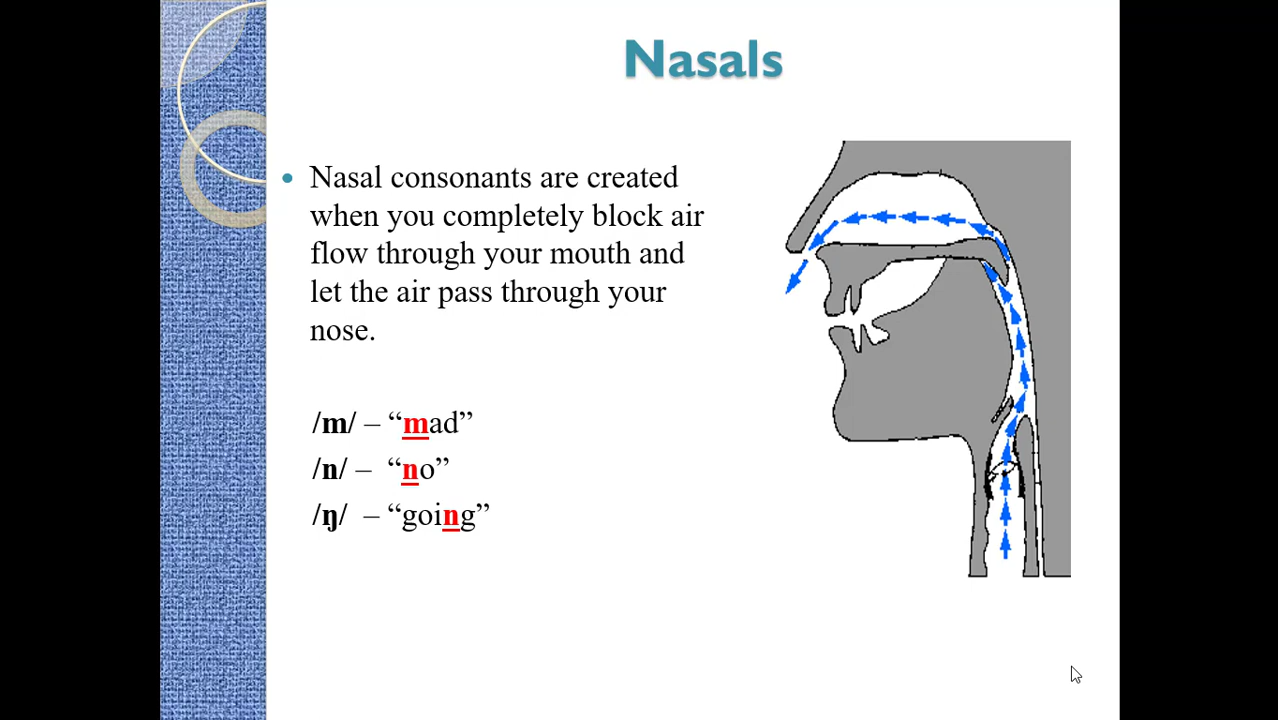 Nasals
• Nasal consonants are created
when you completely block air
flow through your mouth and
let the air pass through your
nose.
/m/ – “mad”
/n/ – “no”
/ŋ/ – “going”